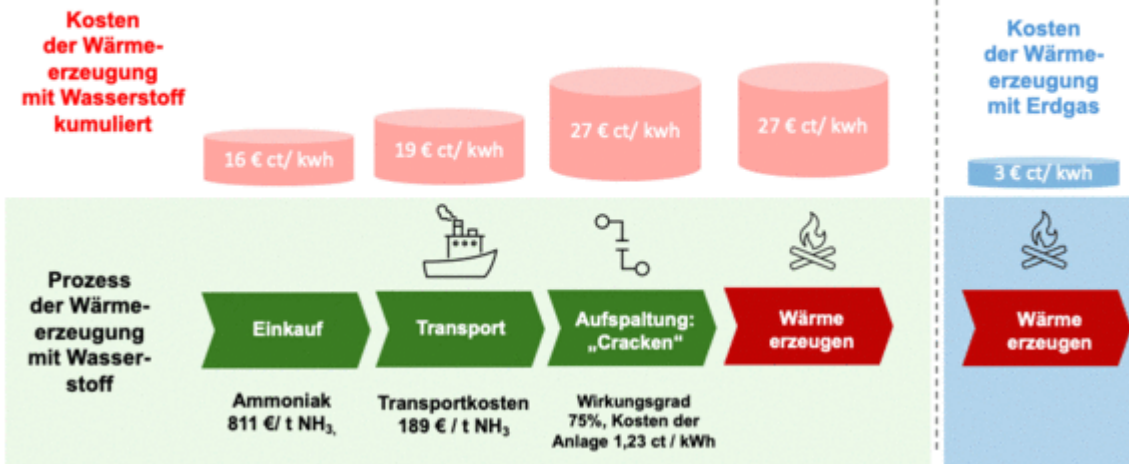 Kosten
der Wärme-
erzeugung
mit Wasserstoff
kumuliert
16 € ct/ kwh
19 € ct/ kwh
27 € ct/ kwh
27 € ct/ kwh
Kosten
der Wärme-
erzeugung
mit Erdgas
3 € ct/ kwh
Prozess
der Wärme-
erzeugung
mit Wasser-
stoff
Einkauf
Transport
Aufspaltung:
„Cracken“
Wärme
erzeugen
Wärme
erzeugen
Ammoniak
811 €/ t NH₃,
Transportkosten
189 € / t NH₃
Wirkungsgrad
75%, Kosten der
Anlage 1,23 ct / kWh